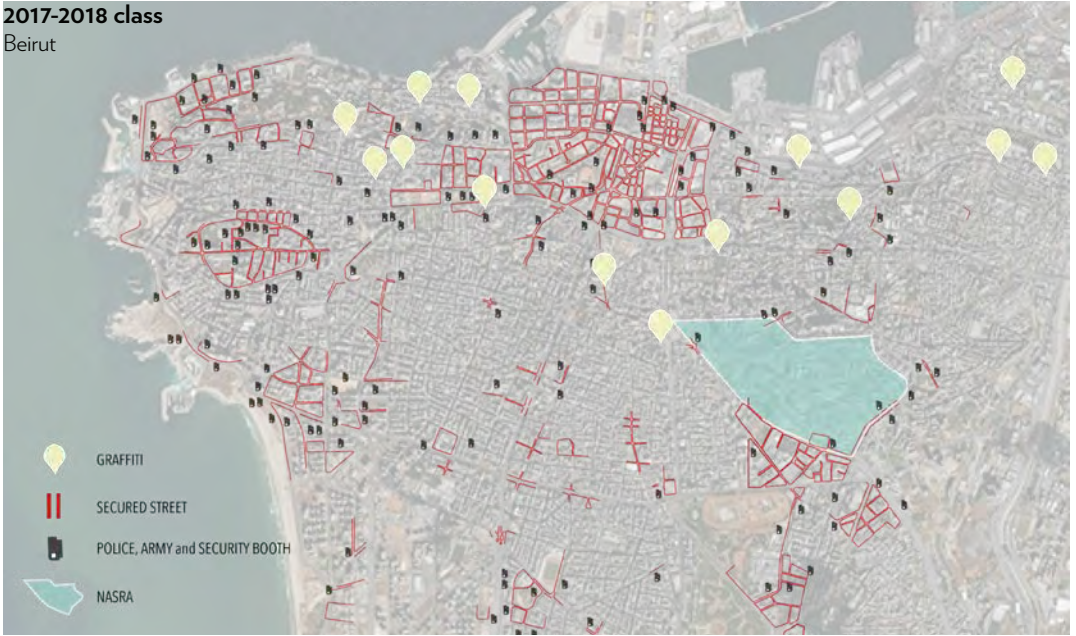 2017-2018 class
Beirut
GRAFFITI
SECURED STREET
POLICE, ARMY and SECURITY BOOTH
NASRA